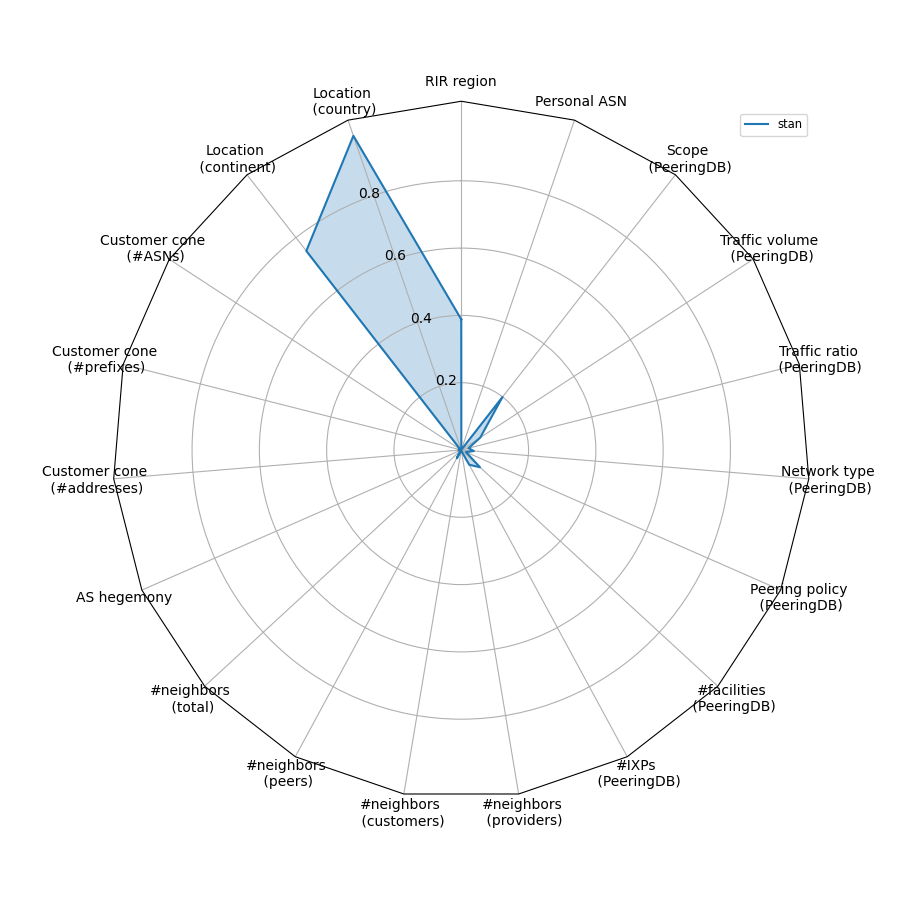 RIR region
Location
(country)
Personal ASN
stan
Location
(continent)
Scope
(PeeringDB)
0.8
Customer cone
(#ASNs)
Traffic volume
(PeeringDB)
0.6
0.4
Customer cone
(#prefixes)
Traffic ratio
(PeeringDB)
0.2
Customer cone
(#addresses)
Network type
(PeeringDB)
AS hegemony
Peering policy
(PeeringDB)
#neighbors
(total)
#facilities
(PeeringDB)
#neighbors
(peers)
#IXPs
(PeeringDB)
#neighbors
(customers)
#neighbors
(providers)